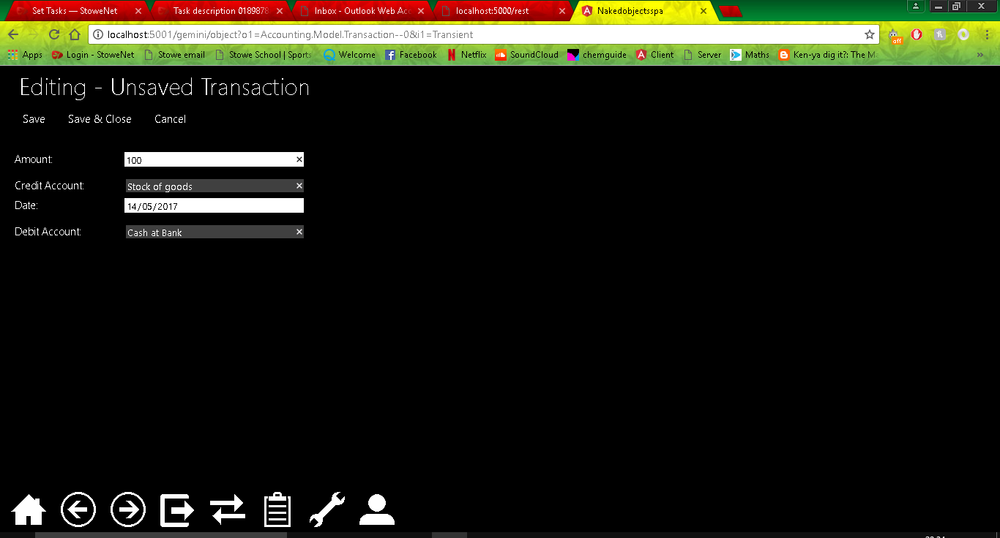 Set Tasks — StoweNet
Task description 0189878
Inbox - Outlook Web Acc
localhost:5000/rest
Nakedobjectsspa
localhost:5001/gemini/object?o1=Accounting.Model.Transaction--0&i1=Transient
off
Apps
Login - StoweNet
Stowe email
Stowe School | Sports
Welcome
Facebook
Netflix
SoundCloud
chemguide
Client
Server
Maths
Ken-ya dig it?: The Ma
Editing - Unsaved Transaction
Save
Save & Close
Cancel
Amount:
100
Credit Account:
Stock of goods
Date:
14/05/2017
Debit Account:
Cash at Bank